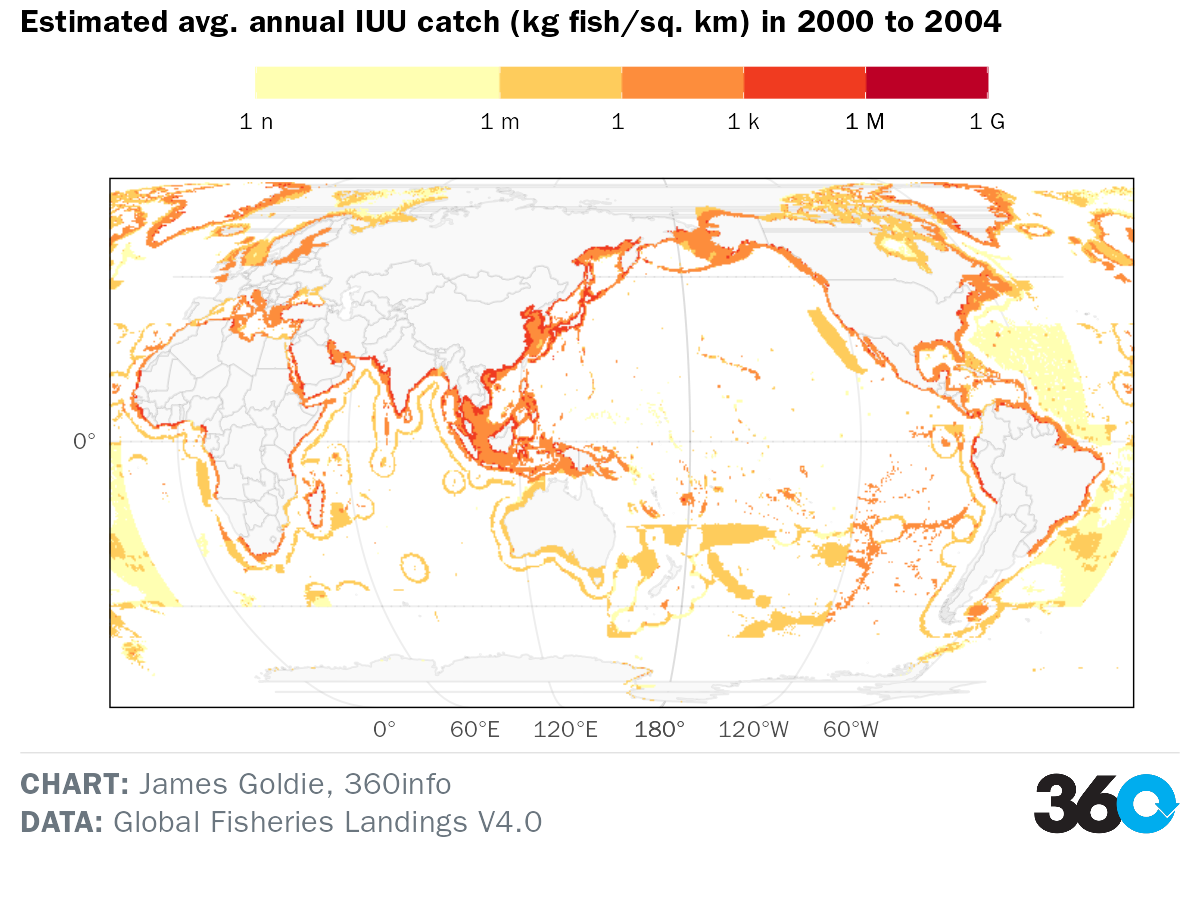 Estimated avg. annual IUU catch (kg fish/sq. km) in 2000 to 2004
1 n 1 m 1 1 k 1 M 1 G
0°
0° 60°E 120°E 180° 120°W 60°W
CHART: James Goldie, 360info
DATA: Global Fisheries Landings V4.0
360